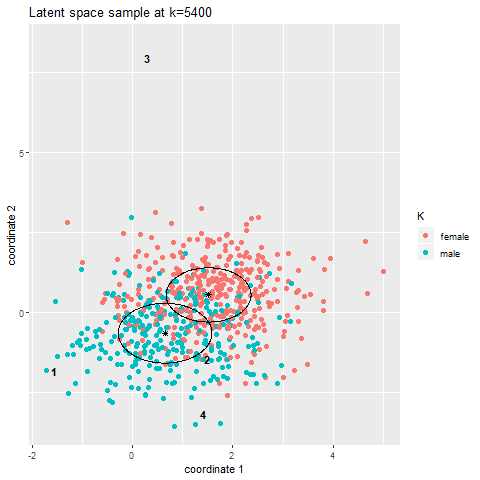 Latent space sample at k=5400
3
5
coordinate 2
0
1
2
4
-2
0
2
4
coordinate 1
K
female
male